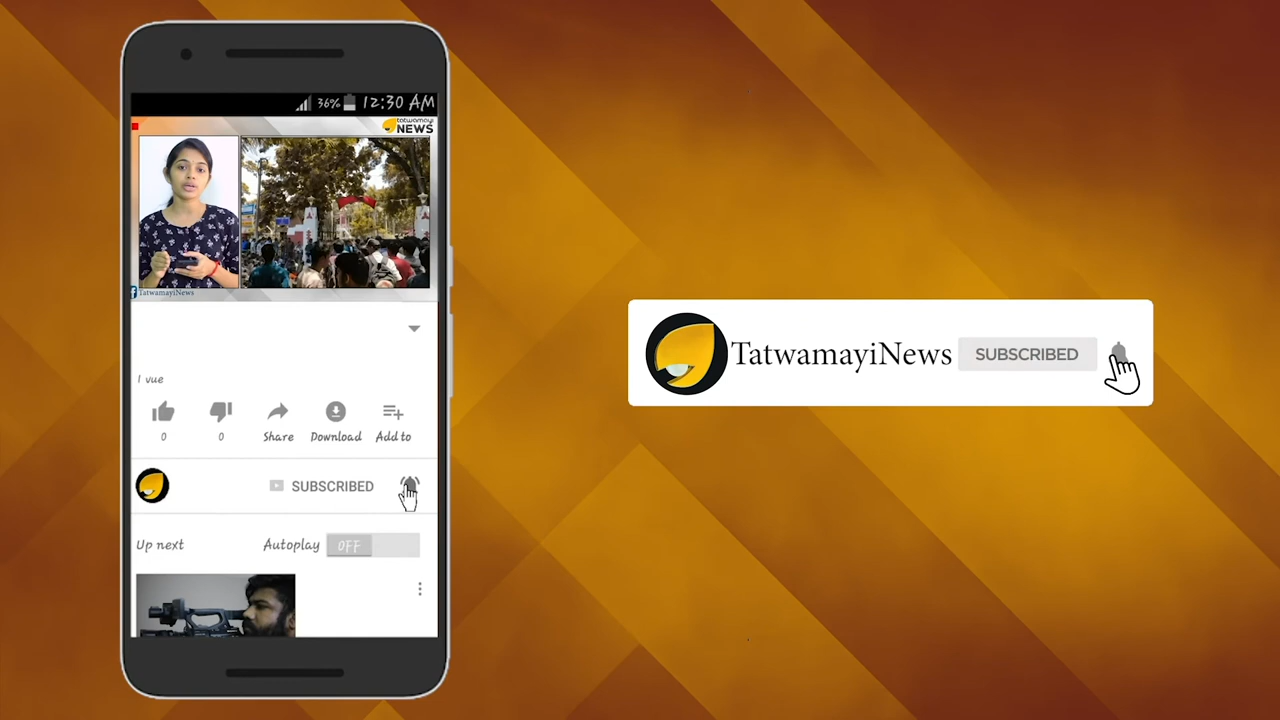 36% 12:30 AM
tatwamayi
NEWS
TatwamayiNews
1 vue
0 0 Share Download Add to
SUBSCRIBED
Up next Autoplay OFF
TatwamayiNews SUBSCRIBED